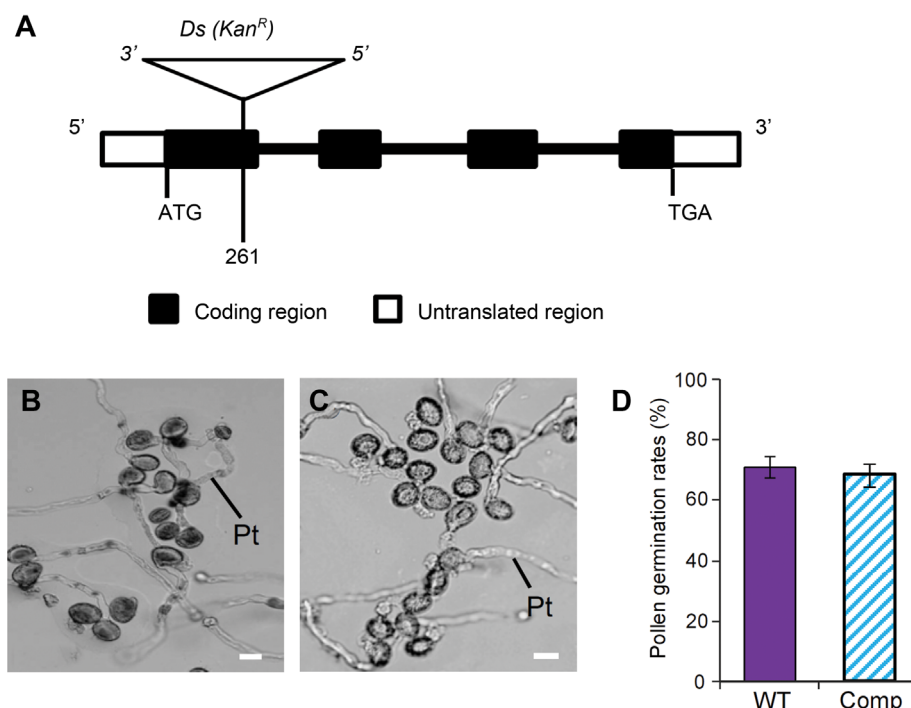 A
Ds (Kanᴿ)
3’ 5’
5’ 3’
ATG TGA
261
Coding region Untranslated region
B
Pt
C
Pt
D
Pollen germination rates (%)
100
80
60
40
20
0
WT Comp